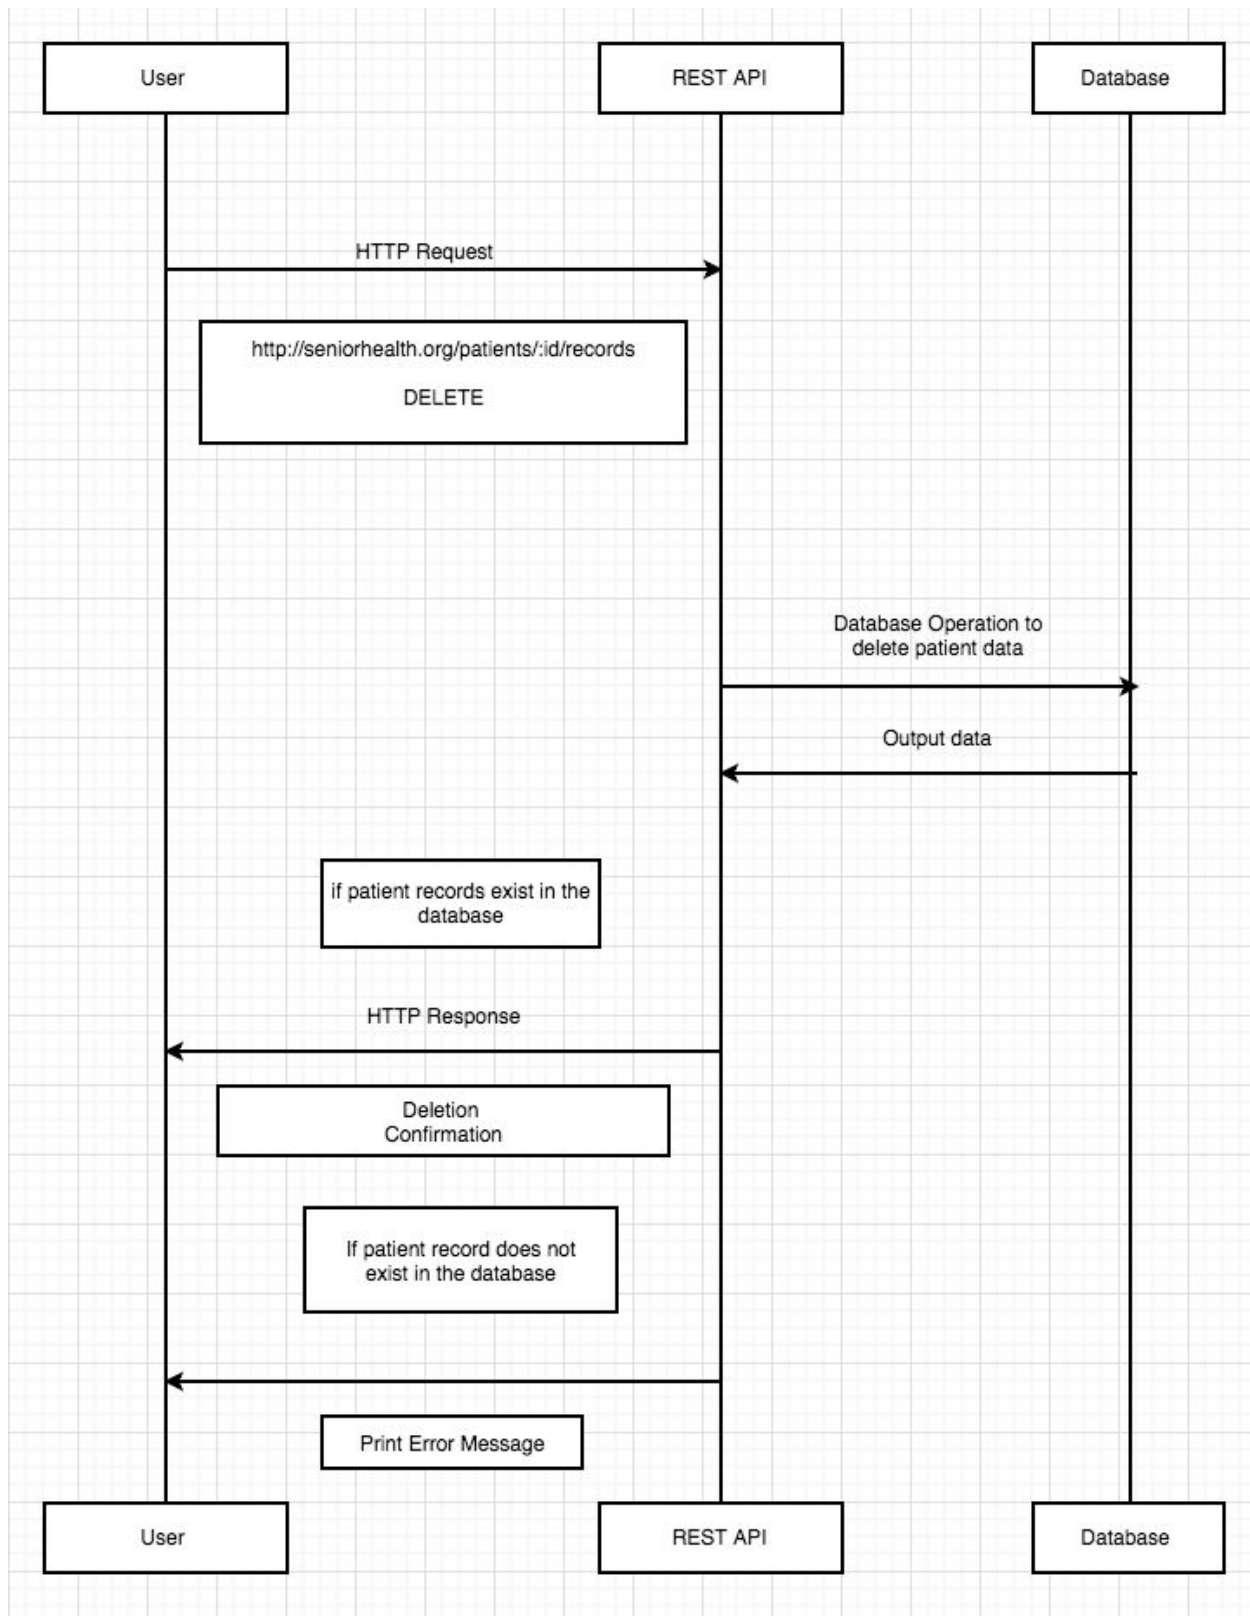 User
REST API
Database
HTTP Request
http://seniorhealth.org/patients/:id/records
DELETE
Database Operation to
delete patient data
Output data
if patient records exist in the
database
HTTP Response
Deletion
Confirmation
If patient record does not
exist in the database
Print Error Message
User
REST API
Database